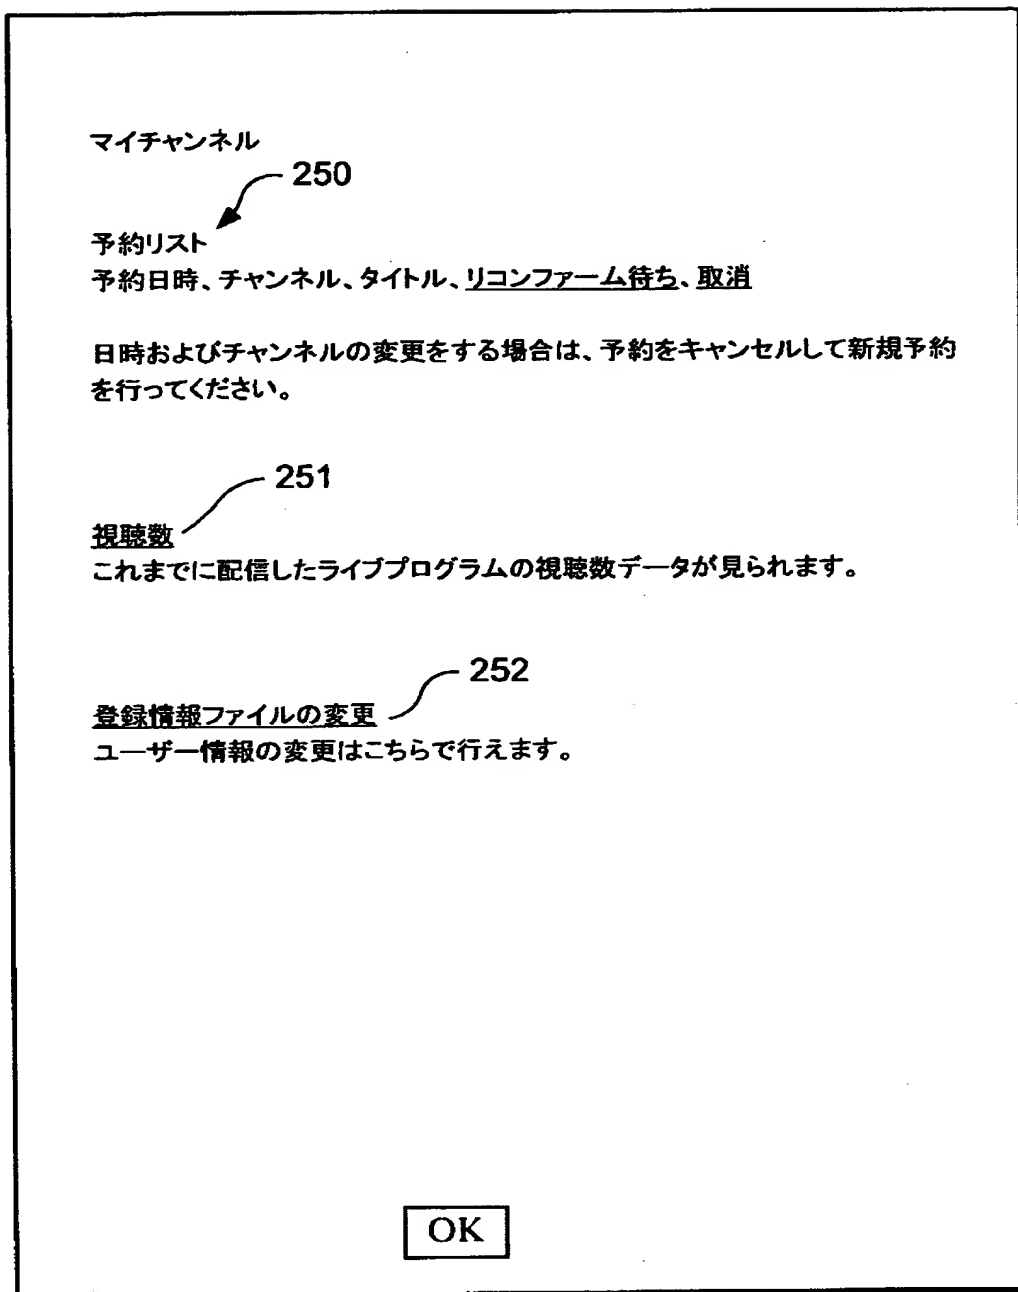 マイチャンネル
250
予約リスト
予約日時、チャンネル、タイトル、リコンファーム待ち、取消
日時およびチャンネルの変更をする場合は、予約をキャンセルして新規予約
を行ってください。
251
視聴数
これまでに配信したライブプログラムの視聴数データが見られます。
252
登録情報ファイルの変更
ユーザー情報の変更はこちらで行えます。
OK